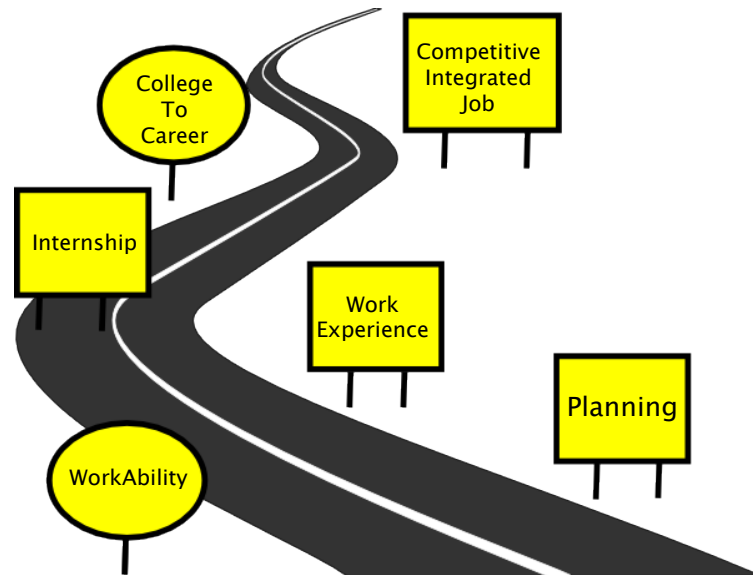 College
To
Career
Competitive
Integrated
Job
Internship
Work
Experience
Planning
WorkAbility